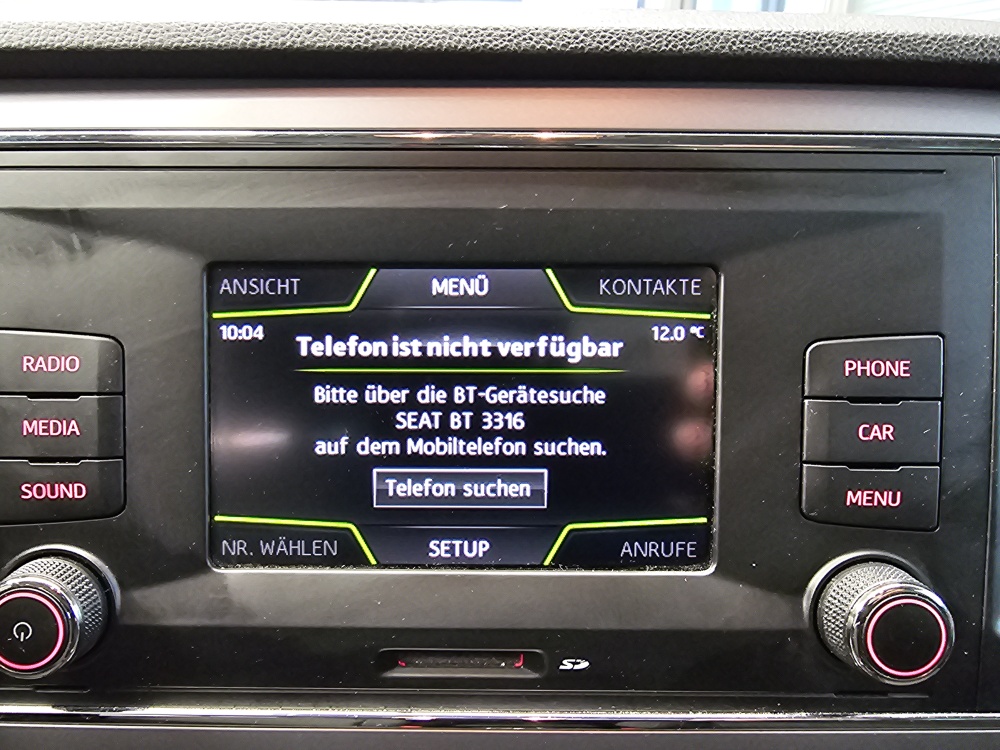 ANSICHT MENÜ KONTAKTE
10:04 12.0 °C
Telefon ist nicht verfügbar
Bitte über die BT-Gerätesuche
SEAT BT 3316
auf dem Mobiltelefon suchen.
Telefon suchen
NR. WÄHLEN SETUP ANRUFE
RADIO
MEDIA
SOUND
PHONE
CAR
MENU
SD